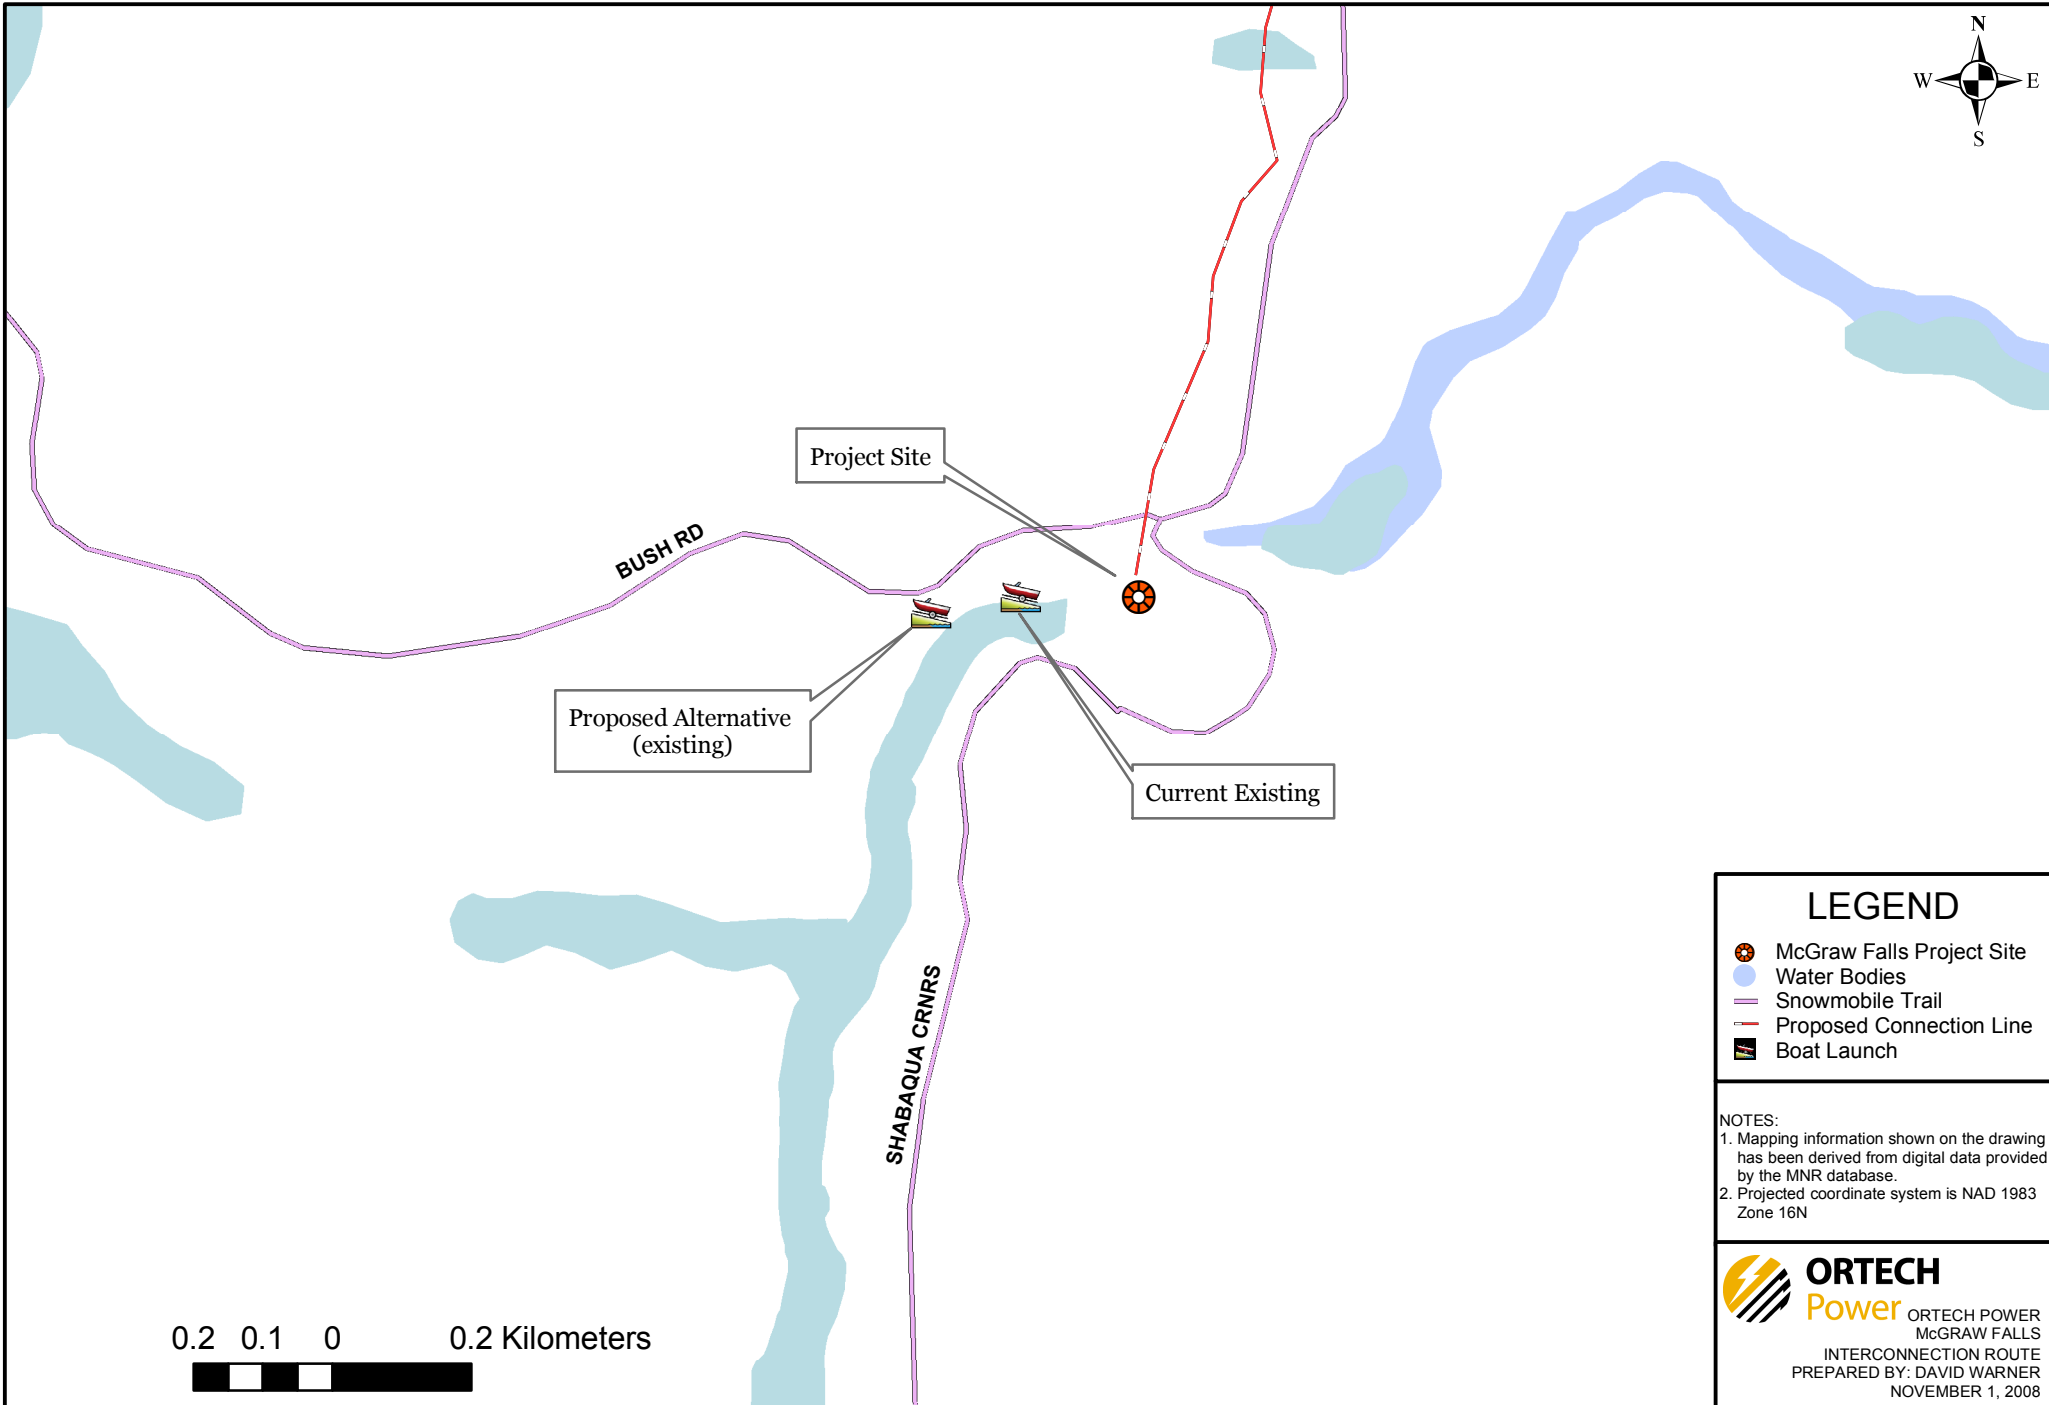 N
W E
S
Project Site
BUSH RD
Proposed Alternative
(existing)
Current Existing
SHABAQUA CRNRS
0.2 0.1 0 0.2 Kilometers
LEGEND
McGraw Falls Project Site
Water Bodies
Snowmobile Trail
Proposed Connection Line
Boat Launch
NOTES:
1. Mapping information shown on the drawing
has been derived from digital data provided
by the MNR database.
2. Projected coordinate system is NAD 1983
Zone 16N
ORTECH
Power
ORTECH POWER
McGRAW FALLS
INTERCONNECTION ROUTE
PREPARED BY: DAVID WARNER
NOVEMBER 1, 2008